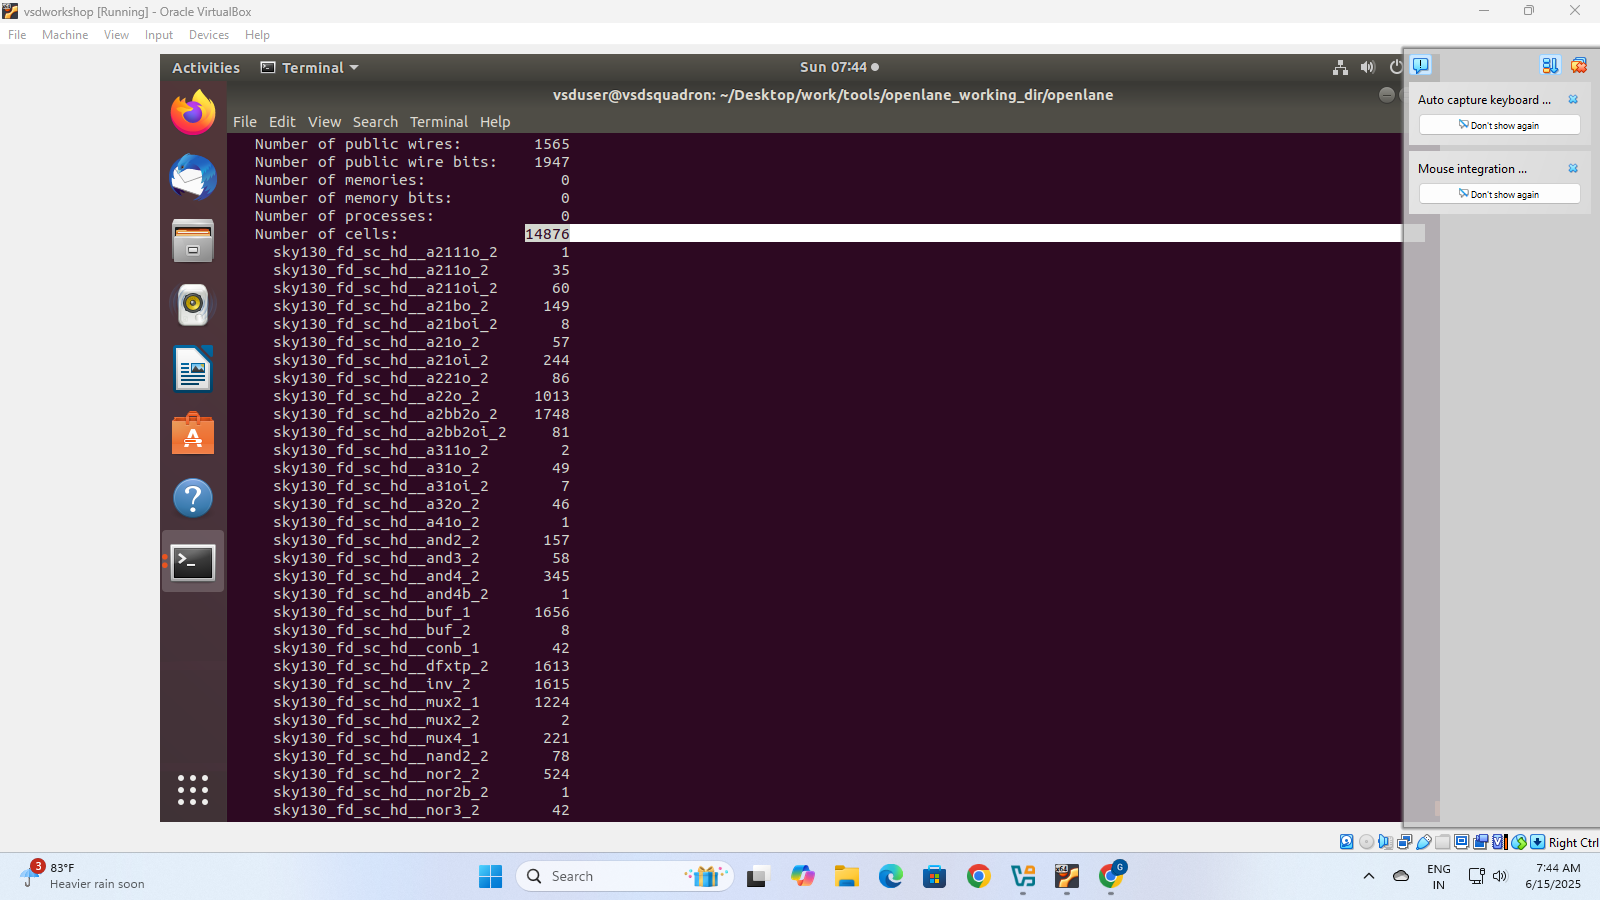 vsdworkshop [Running] - Oracle VirtualBox
File Machine View Input Devices Help
Activities Terminal Sun 07:44
vsduser@vsdsquadron: ~/Desktop/work/tools/openlane_working_dir/openlane
File Edit View Search Terminal Help
Number of public wires: 1565
Number of public wire bits: 1947
Number of memories: 0
Number of memory bits: 0
Number of processes: 0
Number of cells: 14876
sky130_fd_sc_hd__a2111o_2 1
sky130_fd_sc_hd__a211o_2 35
sky130_fd_sc_hd__a211oi_2 60
sky130_fd_sc_hd__a21bo_2 149
sky130_fd_sc_hd__a21boi_2 8
sky130_fd_sc_hd__a21o_2 57
sky130_fd_sc_hd__a21oi_2 244
sky130_fd_sc_hd__a221o_2 86
sky130_fd_sc_hd__a22o_2 1013
sky130_fd_sc_hd__a2bb2o_2 1748
sky130_fd_sc_hd__a2bb2oi_2 81
sky130_fd_sc_hd__a311o_2 2
sky130_fd_sc_hd__a31o_2 49
sky130_fd_sc_hd__a31oi_2 7
sky130_fd_sc_hd__a32o_2 46
sky130_fd_sc_hd__a41o_2 1
sky130_fd_sc_hd__and2_2 157
sky130_fd_sc_hd__and3_2 58
sky130_fd_sc_hd__and4_2 345
sky130_fd_sc_hd__and4b_2 1
sky130_fd_sc_hd__buf_1 1656
sky130_fd_sc_hd__buf_2 8
sky130_fd_sc_hd__conb_1 42
sky130_fd_sc_hd__dfxtp_2 1613
sky130_fd_sc_hd__inv_2 1615
sky130_fd_sc_hd__mux2_1 1224
sky130_fd_sc_hd__mux2_2 2
sky130_fd_sc_hd__mux4_1 221
sky130_fd_sc_hd__nand2_2 78
sky130_fd_sc_hd__nor2_2 524
sky130_fd_sc_hd__nor2b_2 1
sky130_fd_sc_hd__nor3_2 42
Auto capture keyboard ...
Don't show again
Mouse integration ...
Don't show again
Right Ctrl
3
83°F
Heavier rain soon
Search
G
ENG
IN
7:44 AM
6/15/2025